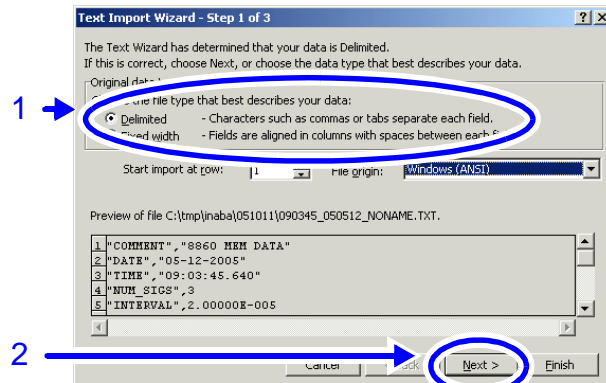 Text Import Wizard - Step 1 of 3
The Text Wizard has determined that your data is Delimited.
If this is correct, choose Next, or choose the data type that best describes your data.
Original data
the file type that best describes your data:
1
Delimited - Characters such as commas or tabs separate each field.
Fixed width - Fields are aligned in columns with spaces between each
Start import at row: 1 File origin: Windows (ANSI)
Preview of file C:\tmp\inaba\051011\090345_050512_NONAME.TXT.
1 "COMMENT","8860 MEM DATA"
2 "DATE","05-12-2005"
3 "TIME","09:03:45.640"
4 "NUM_SIGS",3
5 "INTERVAL",2.00000E-005
2
Cancel Next > Finish